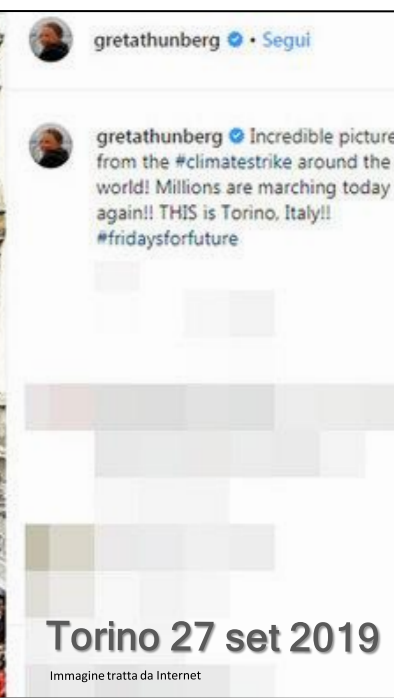 gretathunberg • Segui
gretathunberg Incredible picture
from the #climatestrike around the
world! Millions are marching today
again!! THIS is Torino, Italy!!
#fridaysforfuture
Torino 27 set 2019
Immagine tratta da Internet